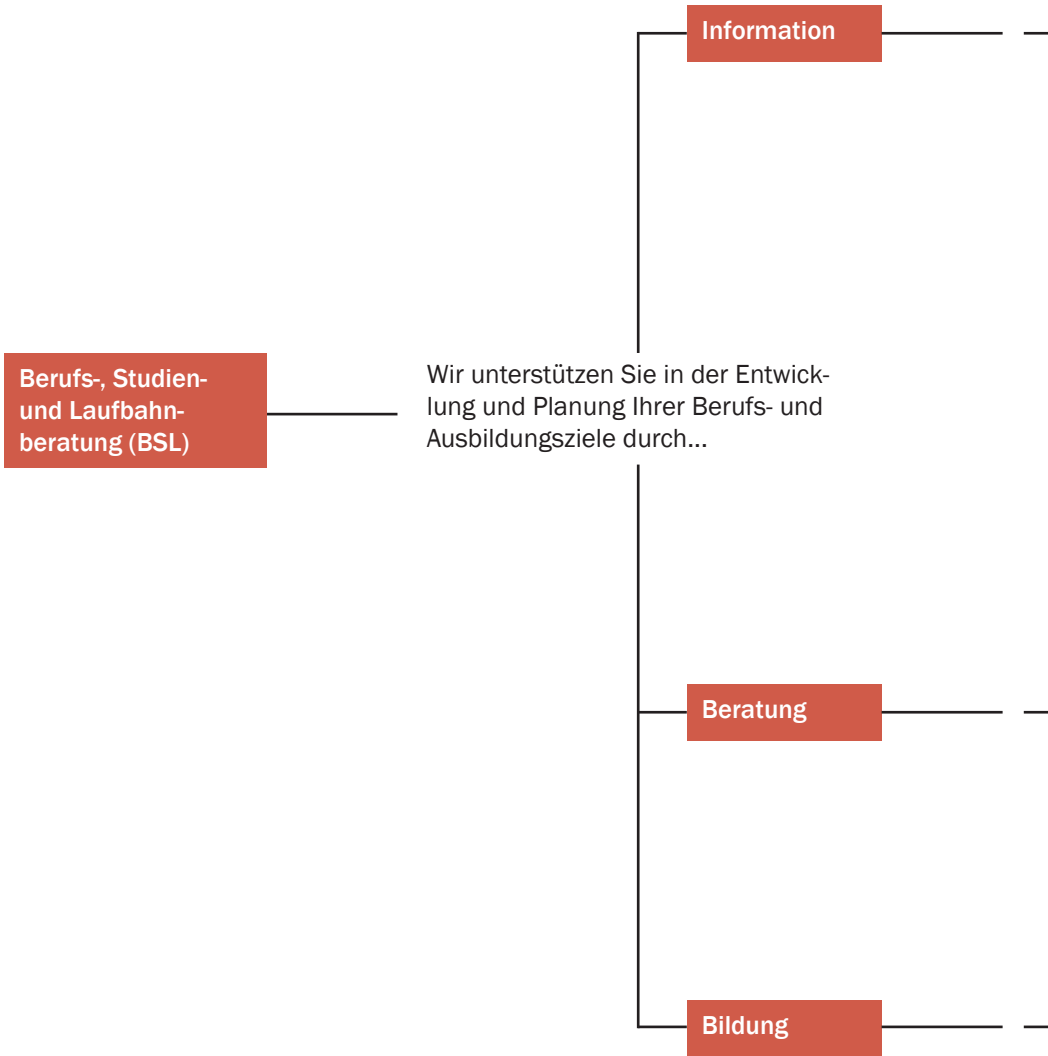 Information
Berufs-, Studien-
und Laufbahn-
beratung (BSL)
Wir unterstützen Sie in der Entwick-
lung und Planung Ihrer Berufs- und
Ausbildungsziele durch...
Beratung
Bildung